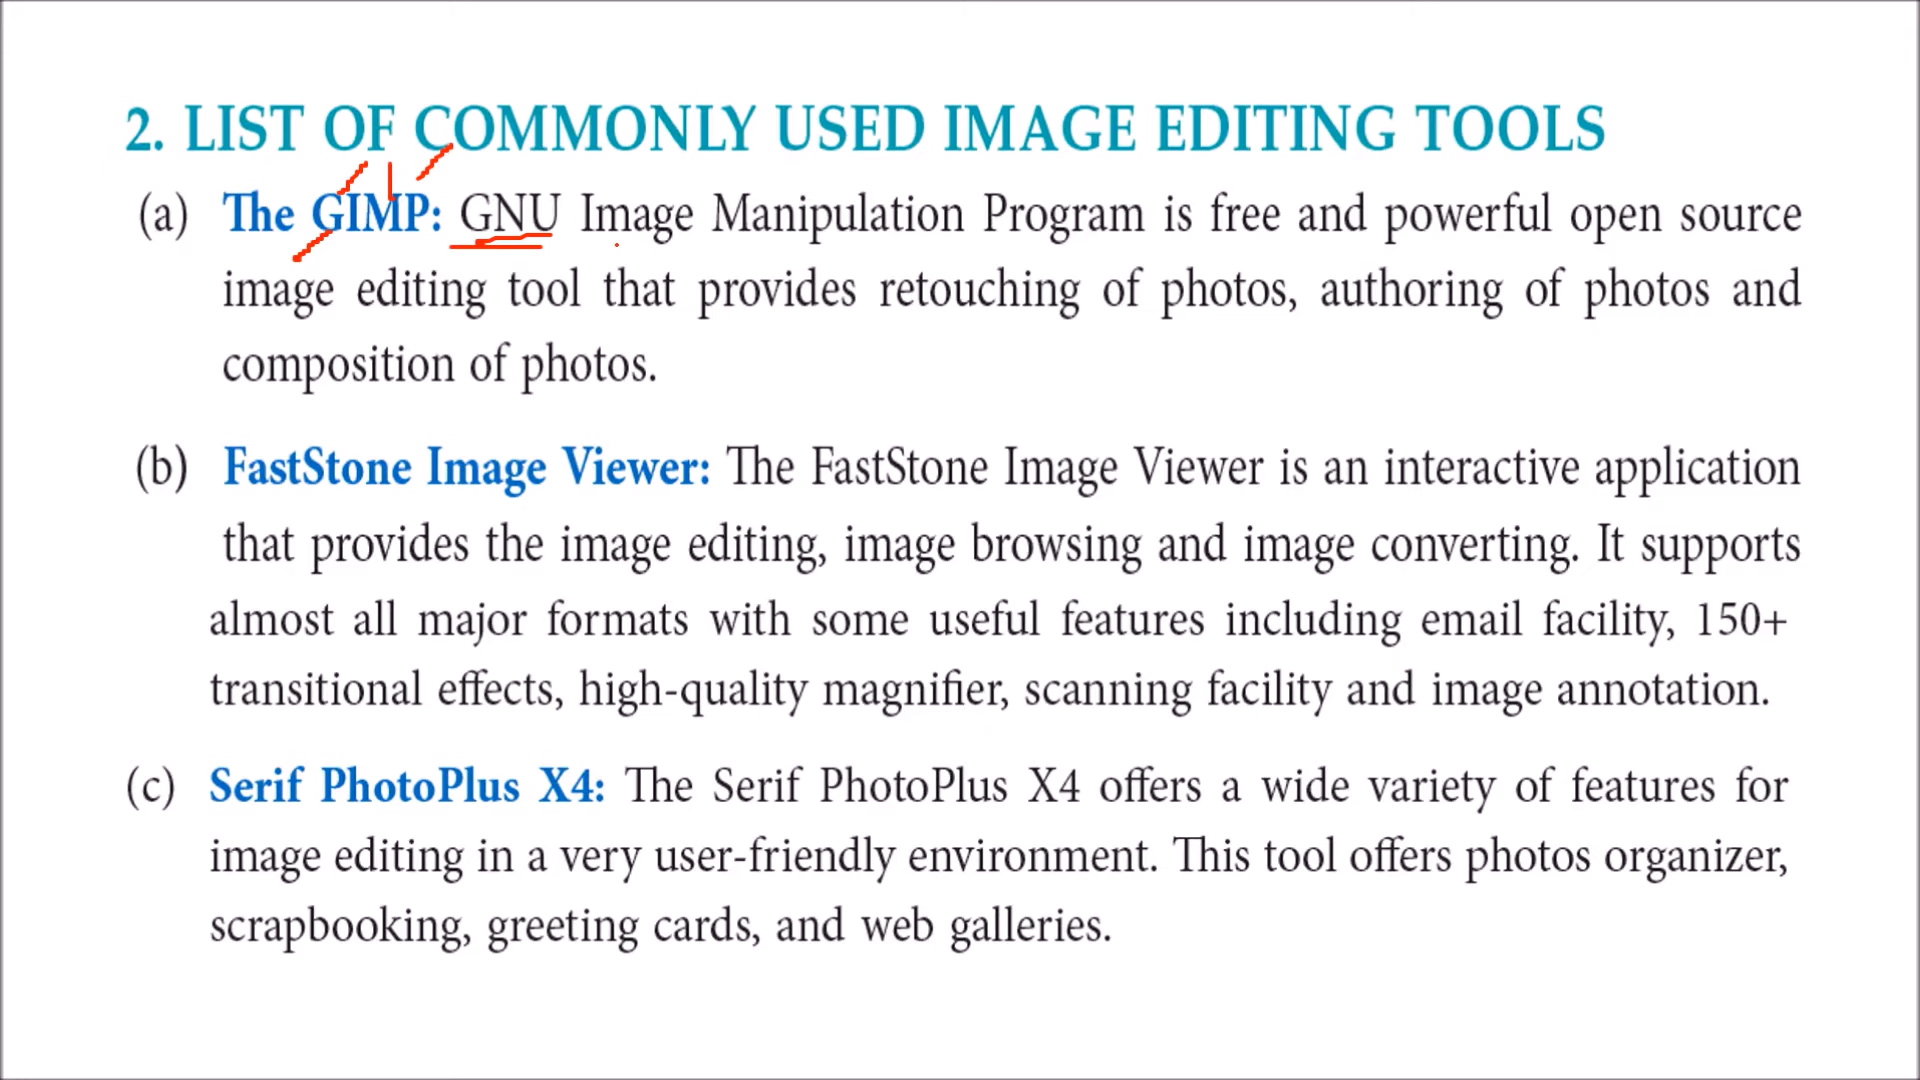 2. LIST OF COMMONLY USED IMAGE EDITING TOOLS
(a) The GIMP: GNU Image Manipulation Program is free and powerful open source
image editing tool that provides retouching of photos, authoring of photos and
composition of photos.
(b) FastStone Image Viewer: The FastStone Image Viewer is an interactive application
that provides the image editing, image browsing and image converting. It supports
almost all major formats with some useful features including email facility, 150+
transitional effects, high-quality magnifier, scanning facility and image annotation.
(c) Serif PhotoPlus X4: The Serif PhotoPlus X4 offers a wide variety of features for
image editing in a very user-friendly environment. This tool offers photos organizer,
scrapbooking, greeting cards, and web galleries.